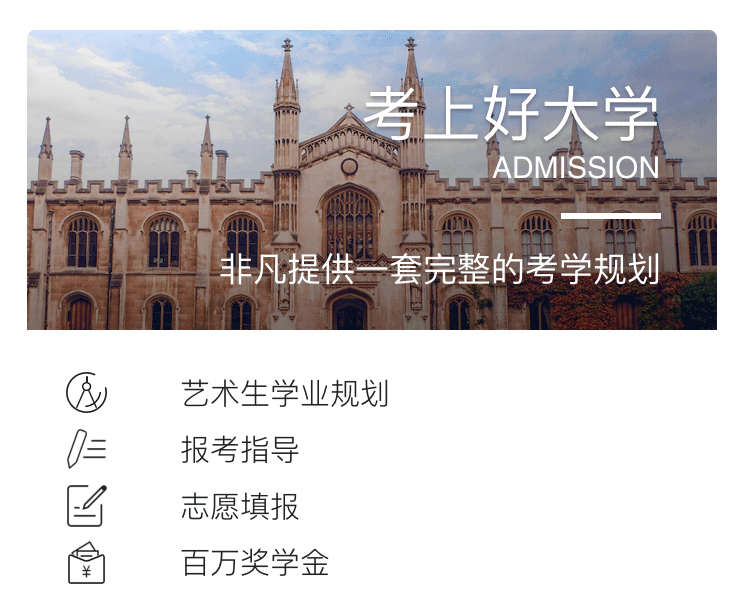 考上好大学
ADMISSION
非凡提供一套完整的考学规划
艺术生学业规划
报考指导
志愿填报
百万奖学金